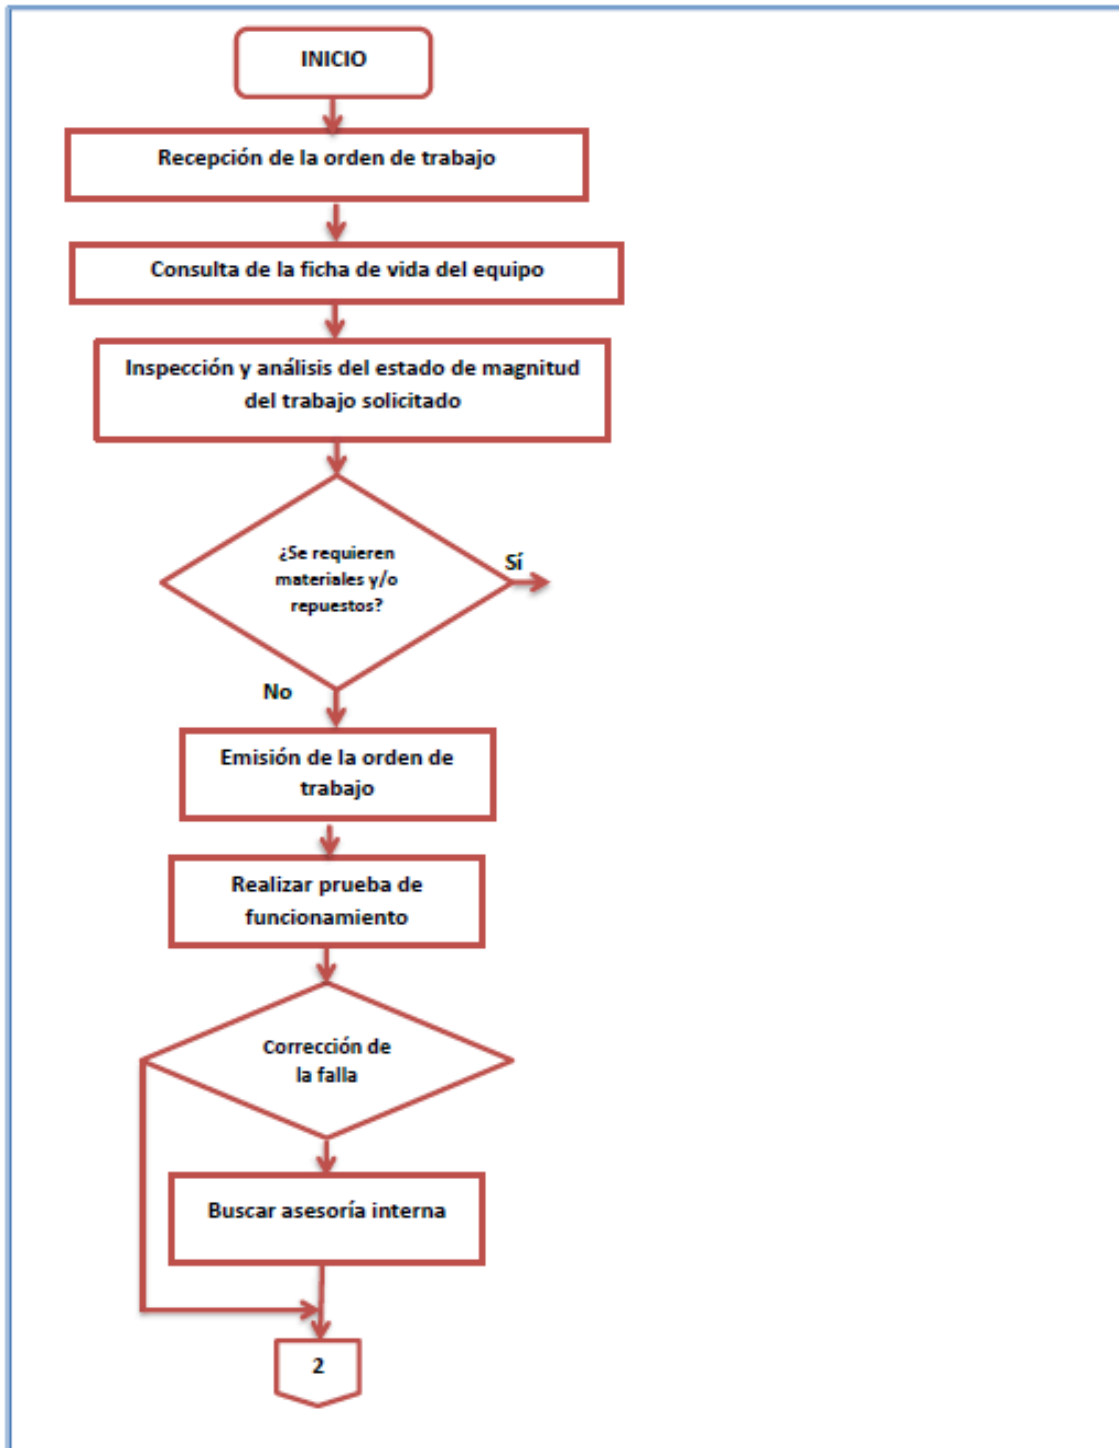 INICIO
Recepción de la orden de trabajo
Consulta de la ficha de vida del equipo
Inspección y análisis del estado de magnitud
del trabajo solicitado
¿Se requieren
materiales y/o
repuestos?
Sí
No
Emisión de la orden de
trabajo
Realizar prueba de
funcionamiento
Corrección de
la falla
Buscar asesoría interna
2